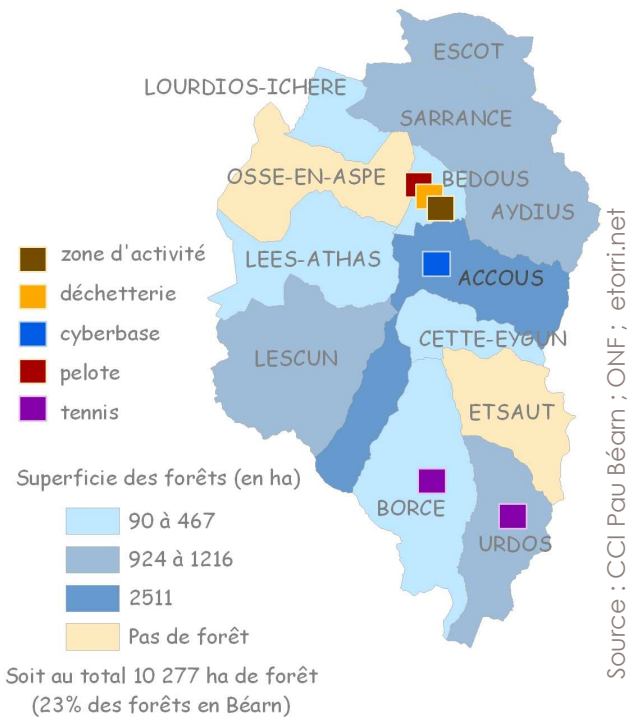 ESCOT
LOURDIOS-ICHERE
SARRANCE
OSSE-EN-ASPE
BEDOUS
AYDIUS
LEES-ATHAS
ACCOUS
CETTE-EYGUN
LESCUN
ETSAUT
BORCE
URDOS
zone d'activité
déchetterie
cyberbase
pelote
tennis
Superficie des forêts (en ha)
90 à 467
924 à 1216
2511
Pas de forêt
Soit au total 10 277 ha de forêt
(23% des forêts en Béarn)
Source : CCI Pau Béarn ; ONF ; etorri.net